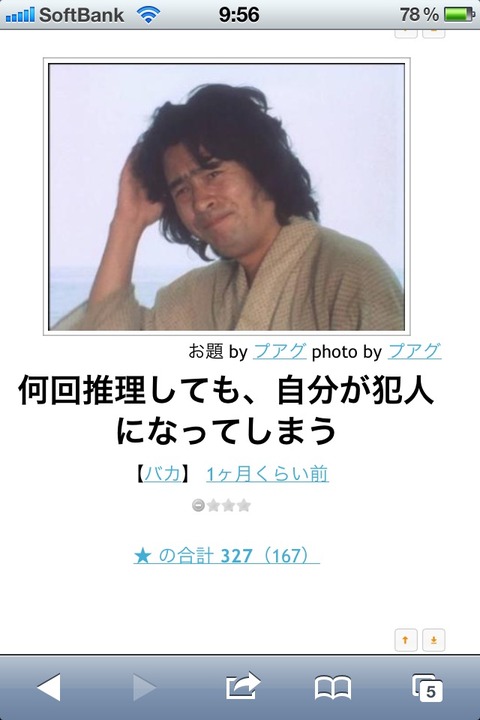 SoftBank 9:56 78%
お題 by プアグ photo by プアグ
何回推理しても、自分が犯人
になってしまう
【バカ】 1ヶ月くらい前
★ の合計 327（167）
5